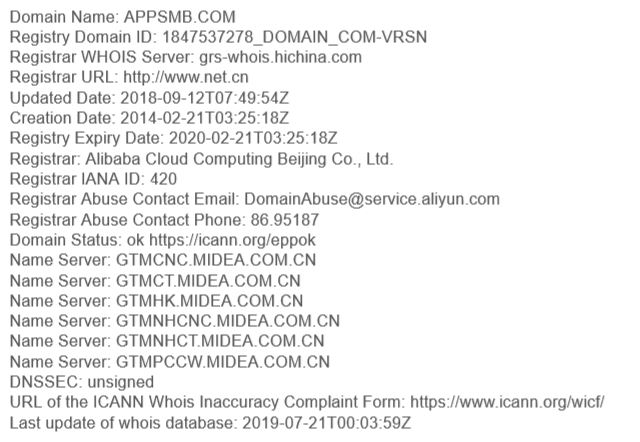 Domain Name: APPSMB.COM
Registry Domain ID: 1847537278_DOMAIN_COM-VRSN
Registrar WHOIS Server: grs-whois.hichina.com
Registrar URL: http://www.net.cn
Updated Date: 2018-09-12T07:49:54Z
Creation Date: 2014-02-21T03:25:18Z
Registry Expiry Date: 2020-02-21T03:25:18Z
Registrar: Alibaba Cloud Computing Beijing Co., Ltd.
Registrar IANA ID: 420
Registrar Abuse Contact Email: DomainAbuse@service.aliyun.com
Registrar Abuse Contact Phone: 86.95187
Domain Status: ok https://icann.org/eppok
Name Server: GTMCNC.MIDEA.COM.CN
Name Server: GTMCT.MIDEA.COM.CN
Name Server: GTMHK.MIDEA.COM.CN
Name Server: GTMNHCNC.MIDEA.COM.CN
Name Server: GTMNHCT.MIDEA.COM.CN
Name Server: GTMPCCW.MIDEA.COM.CN
DNSSEC: unsigned
URL of the ICANN Whois Inaccuracy Complaint Form: https://www.icann.org/wicf/
Last update of whois database: 2019-07-21T00:03:59Z